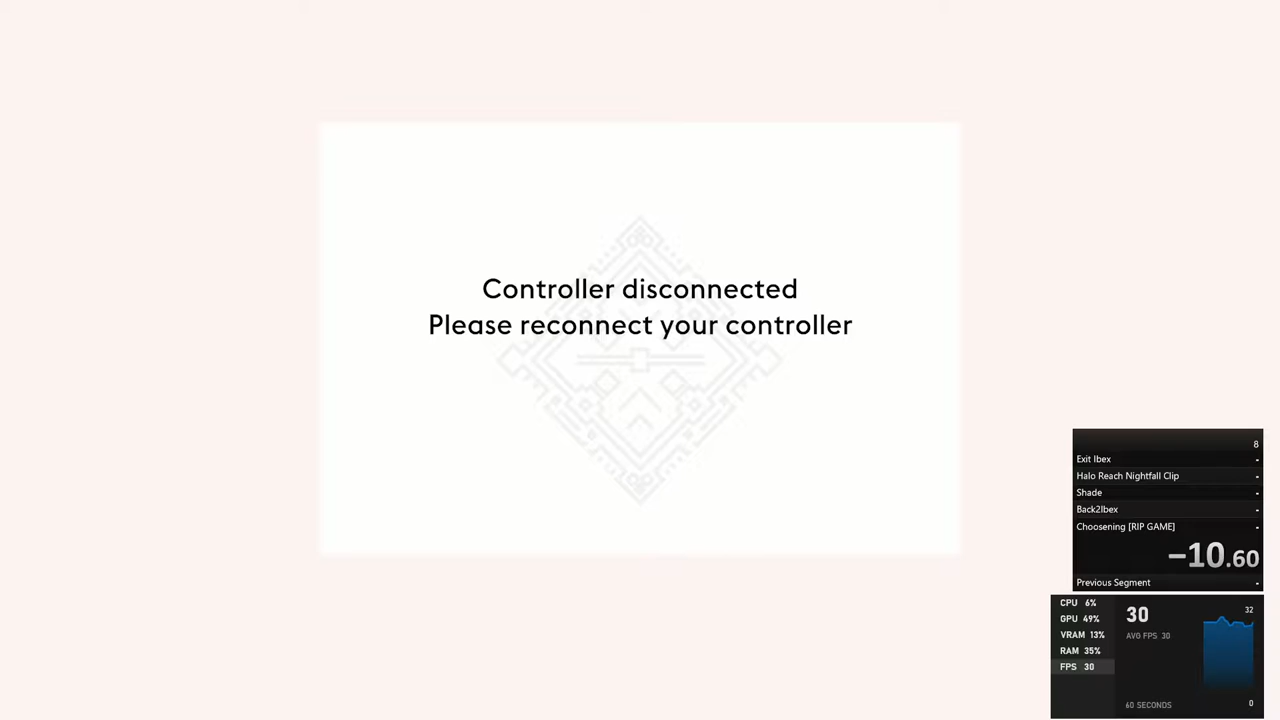 Controller disconnected
Please reconnect your controller
8
Exit Ibex -
Halo Reach Nightfall Clip -
Shade -
Back2Ibex -
Choosening [RIP GAME] -
−10.60
Previous Segment -
CPU 6%
GPU 49%
VRAM 13%
RAM 35%
FPS 30
30
AVG FPS 30
32
60 SECONDS
0